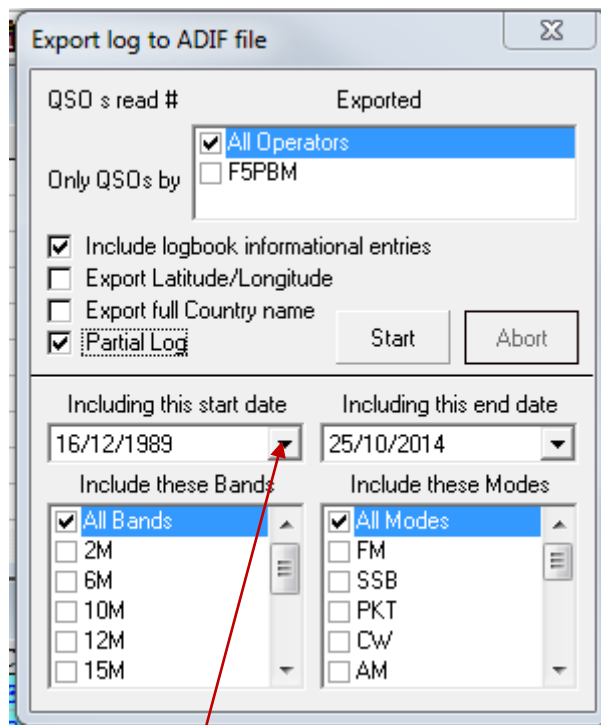 Export log to ADIF file
QSO s read # Exported
Only QSOs by
All Operators
F5PBM
Include logbook informational entries
Export Latitude/Longitude
Export full Country name
Partial Log
Start Abort
Including this start date Including this end date
16/12/1989 25/10/2014
Include these Bands Include these Modes
All Bands All Modes
2M FM
6M SSB
10M PKT
12M CW
15M AM